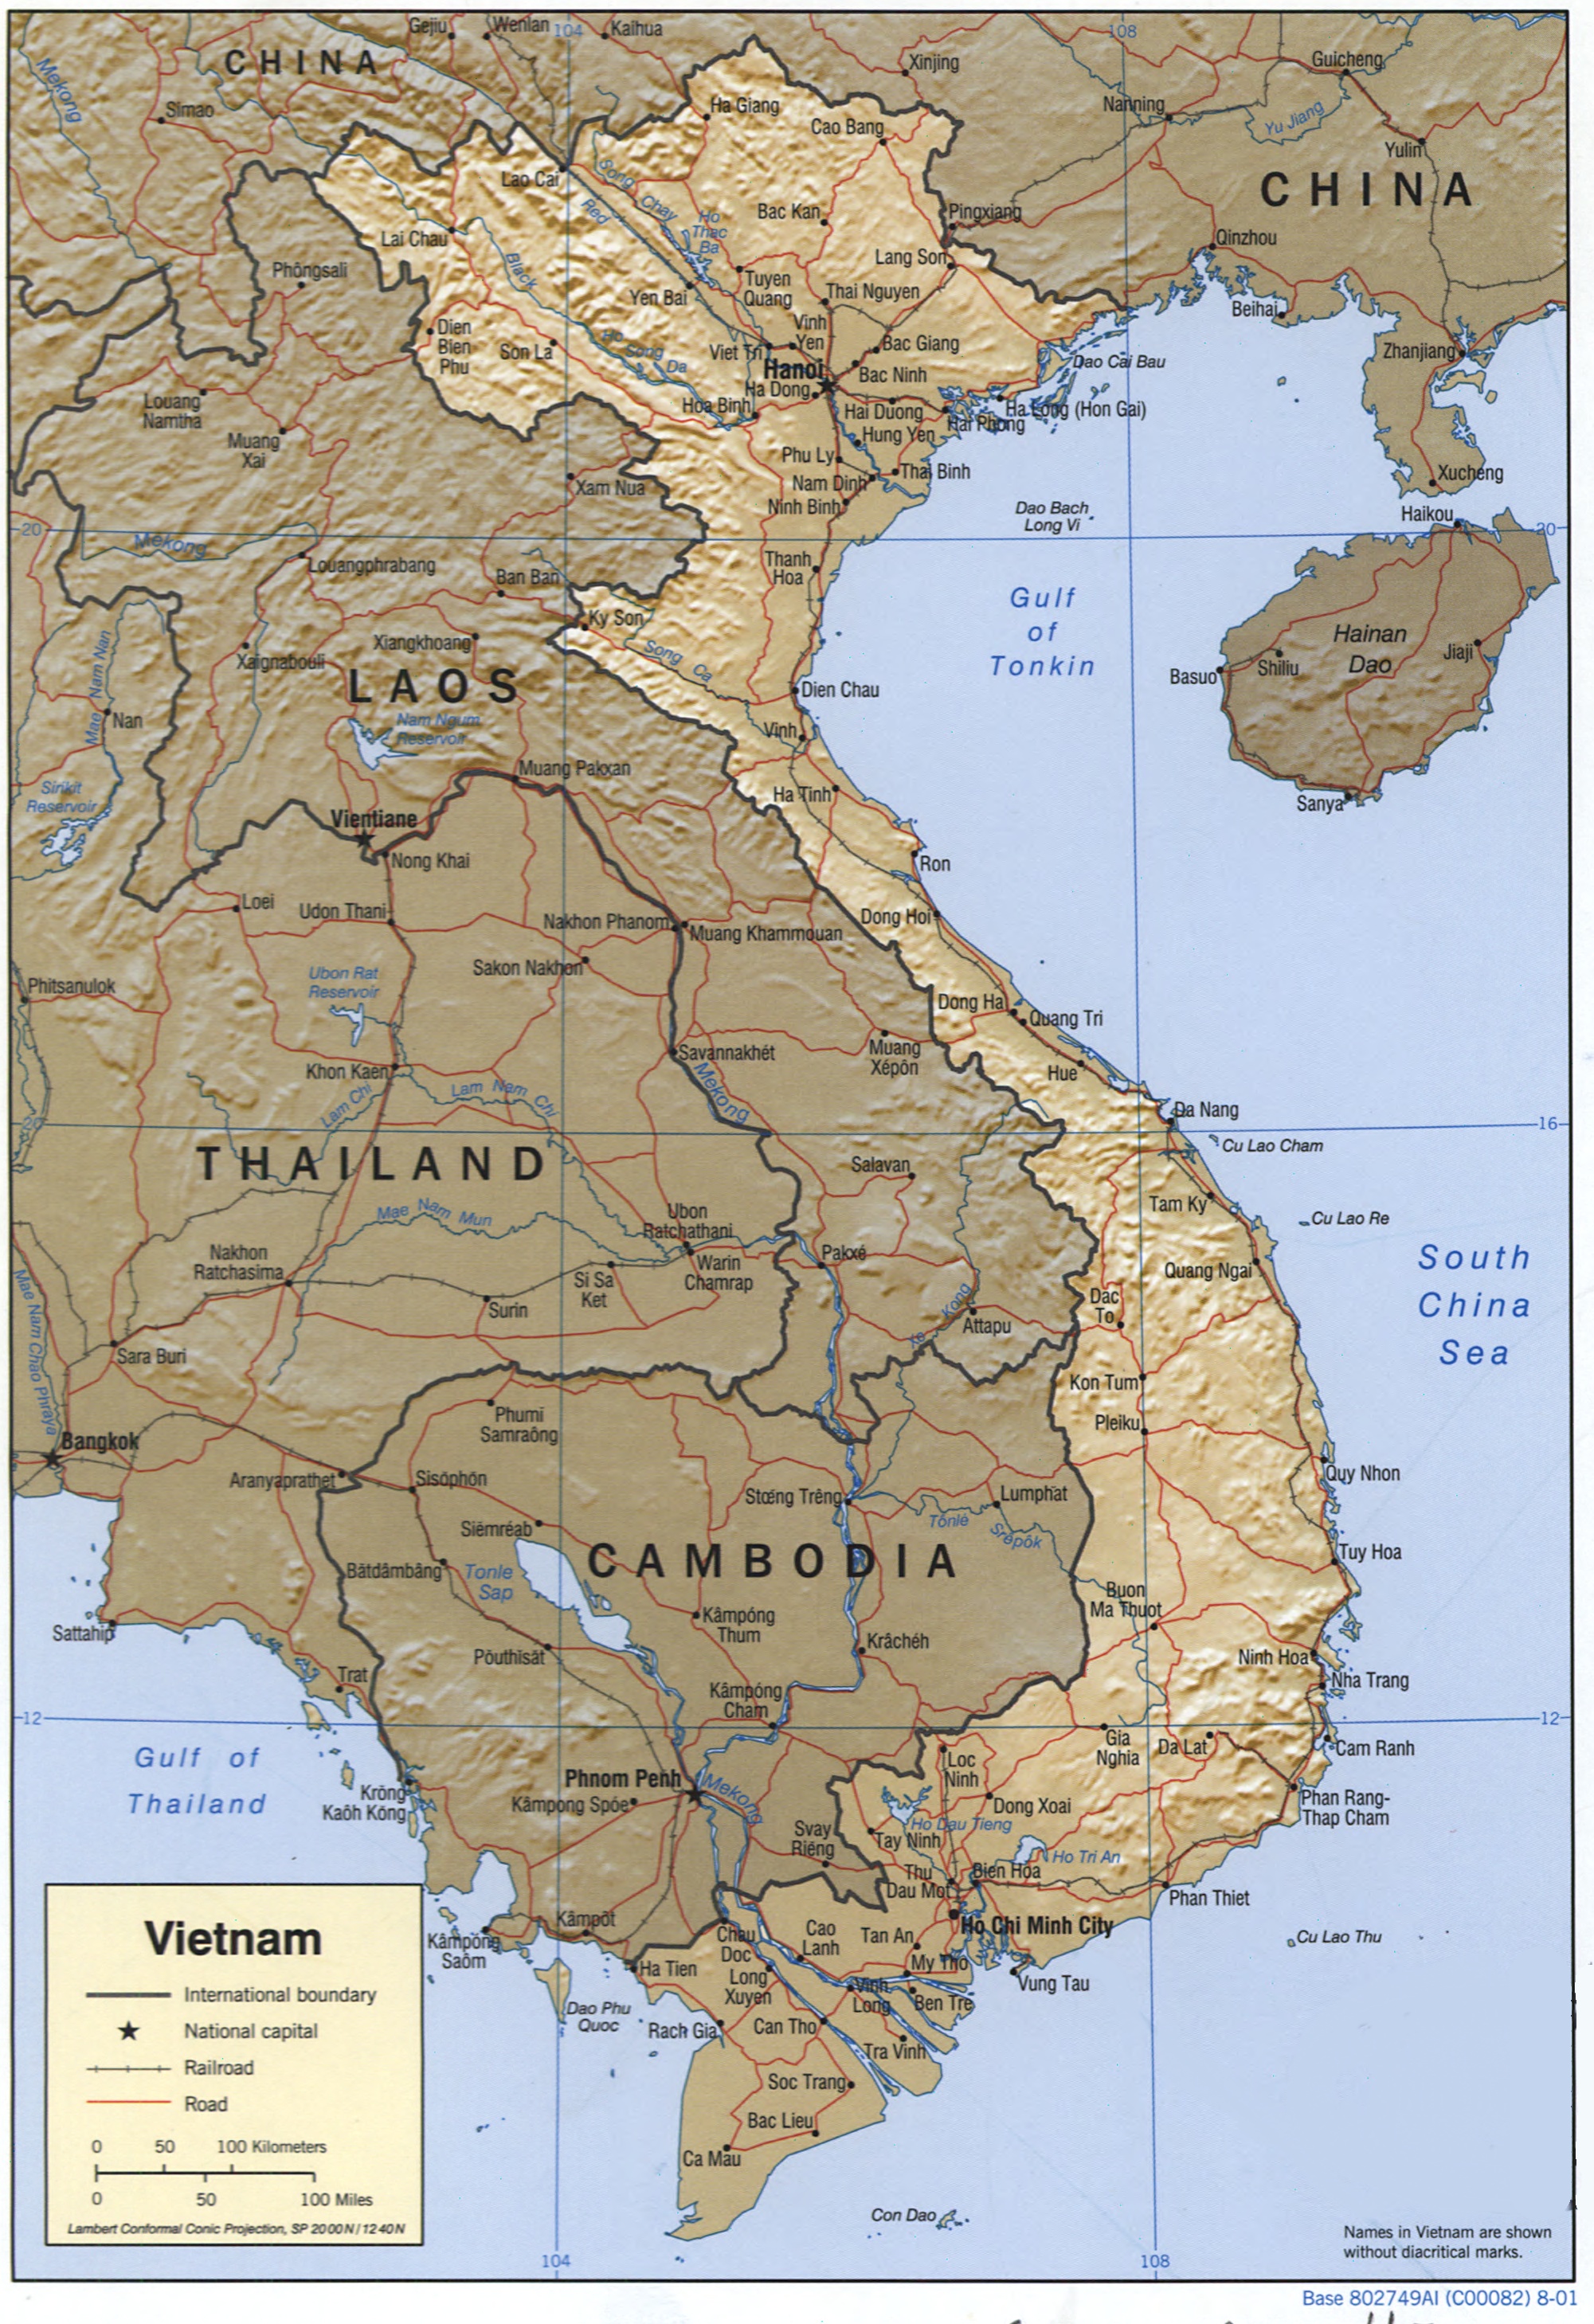 Gejiu
Wenlan
104
Kaihua
108
CHINA
Mekong
Simao
Xinjing
Guicheng
Nanning
Yu Jiang
Yulin
Ha Giang
Cao Bang
Lao Cai
Song Chay
Red
Ho
Thac
Ba
Bac Kan
Pingxiang
CHINA
Lai Chau
Black
Lang Son
Qinzhou
Phôngsali
Yen Bai
Tuyen
Quang
Thai Nguyen
Beihai
Dien
Bien
Phu
Son La
Ho
Song
Da
Viet Tri
Vinh
Yen
Bac Giang
Zhanjiang
Hanoi
Bac Ninh
Dao Cai Bau
Louang
Namtha
Ha Dong
Hoa Binh
Hai Duong
Hai Phong
Ha Long (Hon Gai)
Muang
Xai
Hung Yen
Phu Ly
Thai Binh
Nam Dinh
Ninh Binh
Xam Nua
Xucheng
Dao Bach
Long Vi
Haikou
20
20
Mekong
Louangphrabang
Ban Ban
Thanh
Hoa
Gulf
of
Tonkin
Ky Son
Song Ca
Mae Nam Nan
Xaignabouli
Xiangkhoang
Hainan
Dao
Shiliu
Jiaji
Basuo
LAOS
Nan
Nam Ngum
Reservoir
Dien Chau
Vinh
Sirikit
Reservoir
Muang Pakxan
Ha Tinh
Sanya
Vientiane
Nong Khai
Ron
Loei
Udon Thani
Nakhon Phanom
Muang Khammouan
Dong Hoi
Sakon Nakhon
Phitsanulok
Ubon Rat
Reservoir
Dong Ha
Quang Tri
Khon Kaen
Savannakhét
Muang
Xépôn
Hue
Mekong
Lam Chi
Lam Nam Chi
Da Nang
20
16
Cu Lao Cham
THAILAND
Salavan
Mae Nam Mun
Tam Ky
Cu Lao Re
Ubon
Ratchathani
Warin
Chamrap
Nakhon
Ratchasima
Pakxé
Quang Ngai
South
China
Sea
Si Sa
Ket
Surin
Mae Nam Chao Phraya
Xe Kong
Attapu
Dac
To
Sara Buri
Kon Tum
Phumĭ
Samraông
Pleiku
Bangkok
Aranyaprathet
Sisŏphŏn
Quy Nhon
Stœng Trêng
Lumphat
Siĕmréab
Tônlé
Srêpôk
CAMBODIA
Tuy Hoa
Bătdâmbâng
Tonle
Sap
Buon
Ma Thuot
Kâmpóng
Thum
Sattahip
Krâchéh
Poŭthĭsăt
Ninh Hoa
Trat
Nha Trang
Kâmpóng
Cham
12
12
Gulf of
Thailand
Gia
Nghia
Da Lat
Cam Ranh
Loc
Ninh
Phnom Penh
Mekong
Krŏng
Kaôh Kŏng
Kâmpong Spœ
Dong Xoai
Phan Rang-
Thap Cham
Ho Dau Tieng
Svay
Riĕng
Tay Ninh
Ho Tri An
Thu
Dau Mot
Bien Hoa
Phan Thiet
Vietnam
Kâmpôt
Kâmpóng
Saôm
Chau
Doc
Cao
Lanh
Tan An
Ho Chi Minh City
Cu Lao Thu
Ha Tien
Long
Xuyen
My Tho
Vung Tau
International boundary
Vinh
Long
Ben Tre
Dao Phu
Quoc
National capital
Rach Gia
Can Tho
Tra Vinh
Railroad
Soc Trang
Road
Bac Lieu
0 50 100 Kilometers
Ca Mau
0 50 100 Miles
Con Dao
Lambert Conformal Conic Projection, SP 2000N/1240N
Names in Vietnam are shown
without diacritical marks.
104
108
Base 802749AI (C00082) 8-01